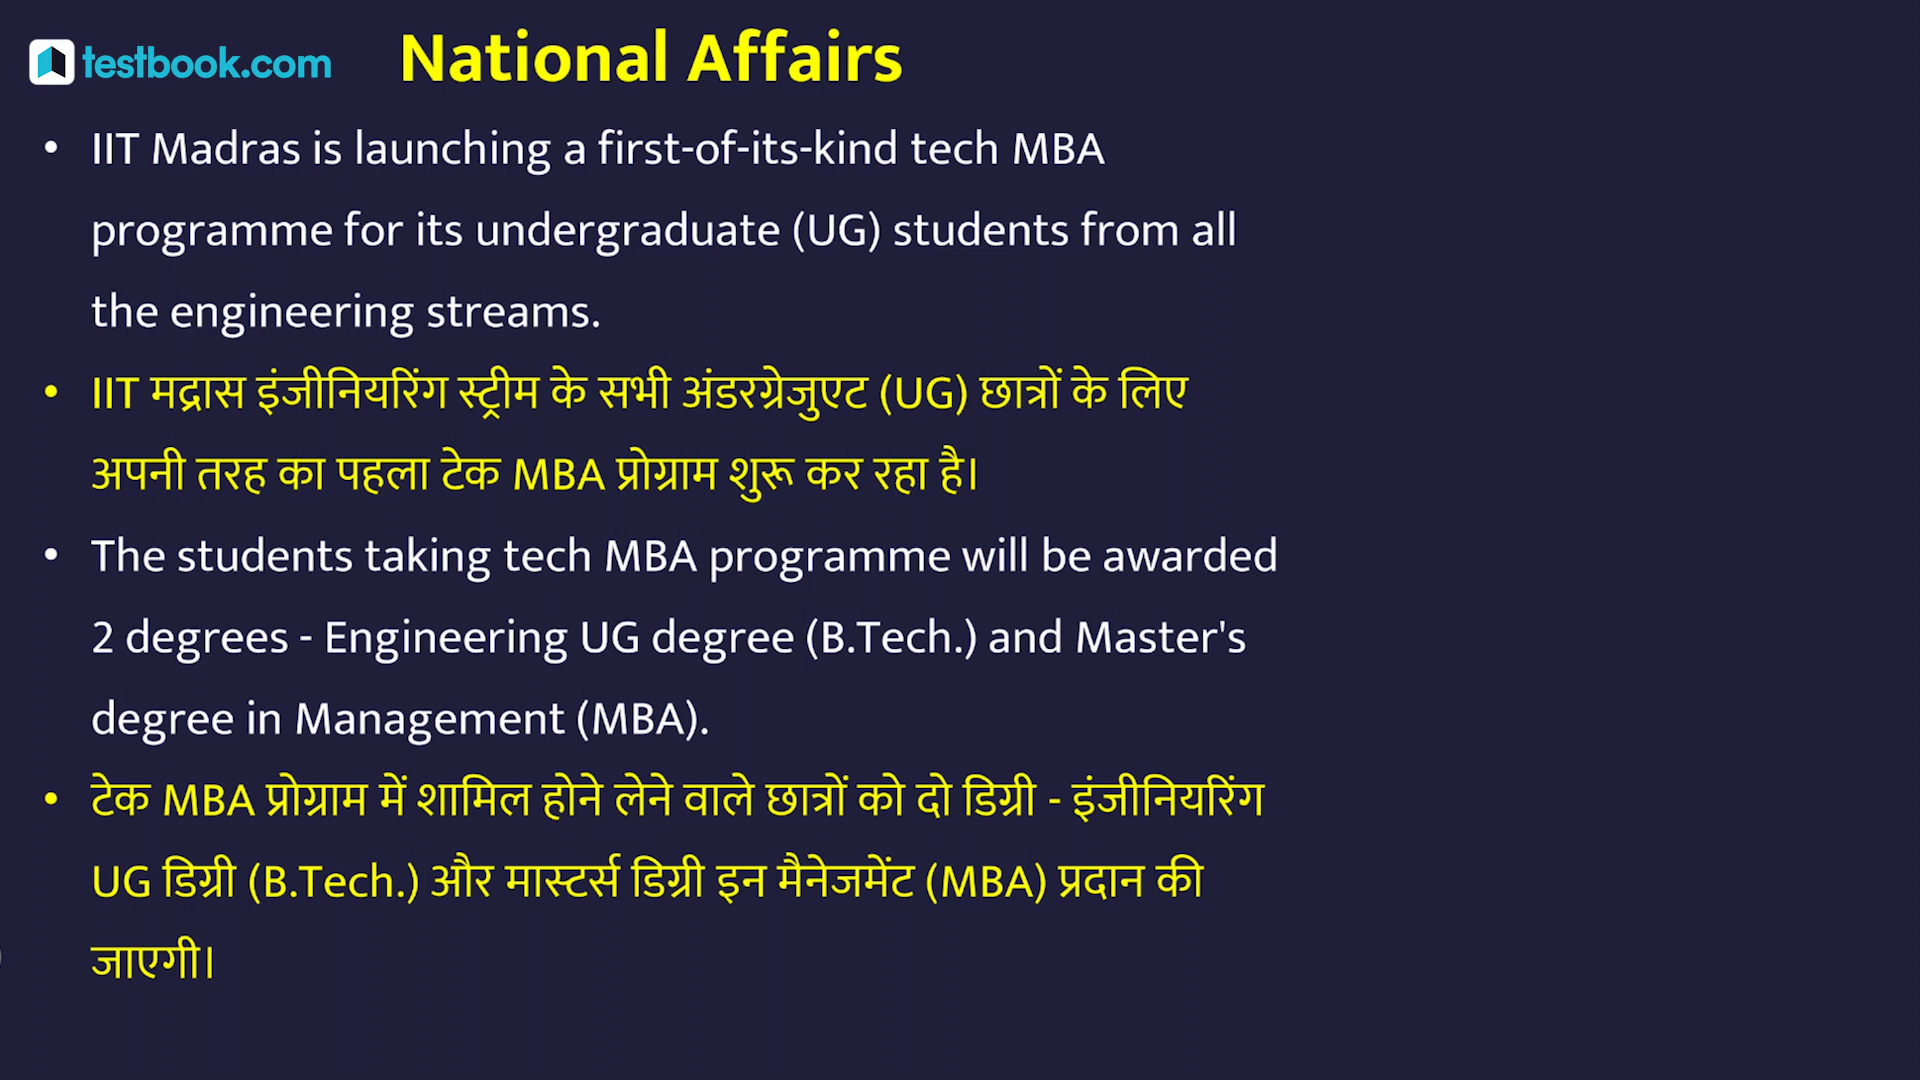 testbook.com
National Affairs
• IIT Madras is launching a first-of-its-kind tech MBA
programme for its undergraduate (UG) students from all
the engineering streams.
• IIT मद्रास इंजीनियरिंग स्ट्रीम के सभी अंडरग्रेजुएट (UG) छात्रों के लिए
अपनी तरह का पहला टेक MBA प्रोग्राम शुरू कर रहा है।
• The students taking tech MBA programme will be awarded
2 degrees - Engineering UG degree (B.Tech.) and Master's
degree in Management (MBA).
• टेक MBA प्रोग्राम में शामिल होने लेने वाले छात्रों को दो डिग्री - इंजीनियरिंग
UG डिग्री (B.Tech.) और मास्टर्स डिग्री इन मैनेजमेंट (MBA) प्रदान की
जाएगी।